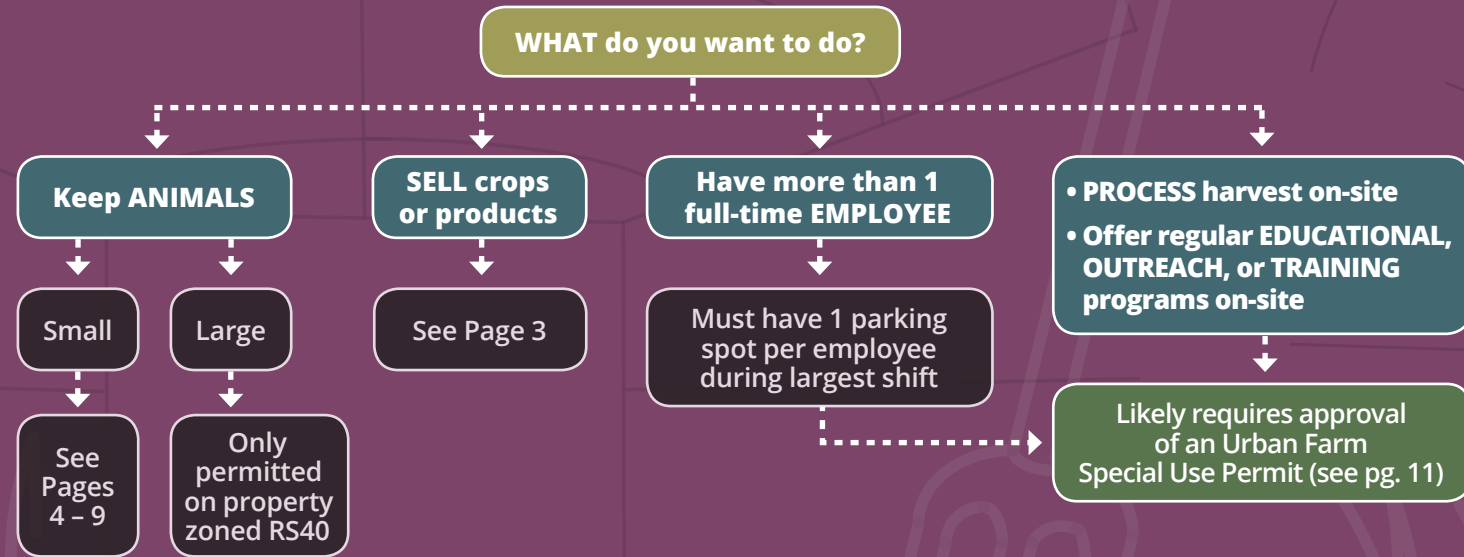 WHAT do you want to do?
Keep ANIMALS
SELL crops
or products
Have more than 1
full-time EMPLOYEE
• PROCESS harvest on-site
• Offer regular EDUCATIONAL,
OUTREACH, or TRAINING
programs on-site
Small
Large
See Page 3
Must have 1 parking
spot per employee
during largest shift
See
Pages
4 – 9
Only
permitted
on property
zoned RS40
Likely requires approval
of an Urban Farm
Special Use Permit (see pg. 11)